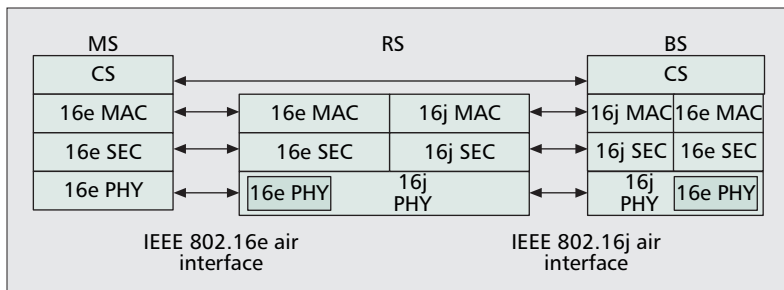 MS RS BS
CS CS
16e MAC 16e MAC 16j MAC 16j MAC 16e MAC
16e SEC 16e SEC 16j SEC 16j SEC 16e SEC
16e PHY 16e PHY 16j 16j 16e PHY
PHY PHY
IEEE 802.16e air IEEE 802.16j air
interface interface